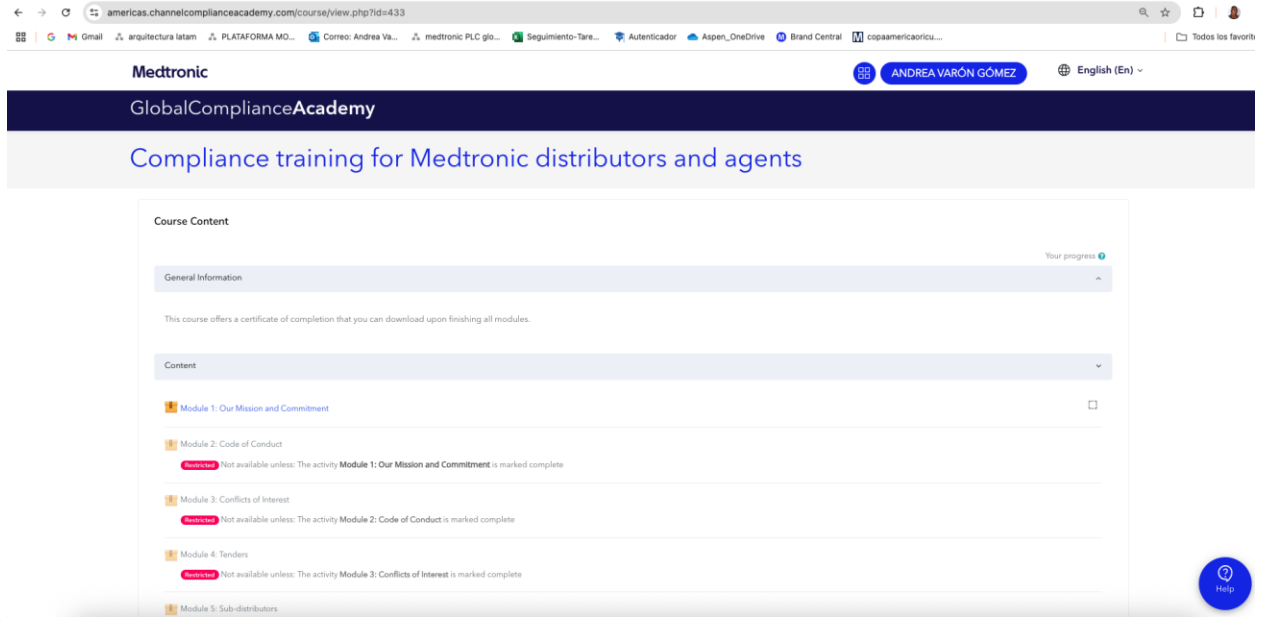 americas.channelcomplianceacademy.com/course/view.php?id=433
Gmail arquitectura latam PLATAFORMA MO... Correo: Andrea Va... medtronic PLC glo... Seguimiento-Tare... Autenticador Aspen_OneDrive Brand Central copaamericaoricu.... Todos los favorito
Medtronic ANDREA VARÓN GÓMEZ English (En)
GlobalComplianceAcademy
Compliance training for Medtronic distributors and agents
Course Content
Your progress
General Information
This course offers a certificate of completion that you can download upon finishing all modules.
Content
Module 1: Our Mission and Commitment
Module 2: Code of Conduct
Restricted Not available unless: The activity Module 1: Our Mission and Commitment is marked complete
Module 3: Conflicts of Interest
Restricted Not available unless: The activity Module 2: Code of Conduct is marked complete
Module 4: Tenders
Restricted Not available unless: The activity Module 3: Conflicts of Interest is marked complete
Module 5: Sub-distributors
Help